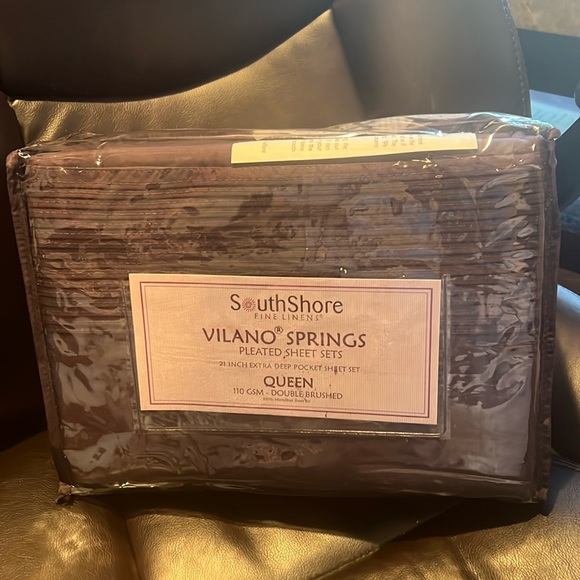 SouthShore
FINE LINENS®
VILANO® SPRINGS
PLEATED SHEET SETS
21 INCH EXTRA DEEP POCKET SHEET SET
QUEEN
110 GSM - DOUBLE BRUSHED